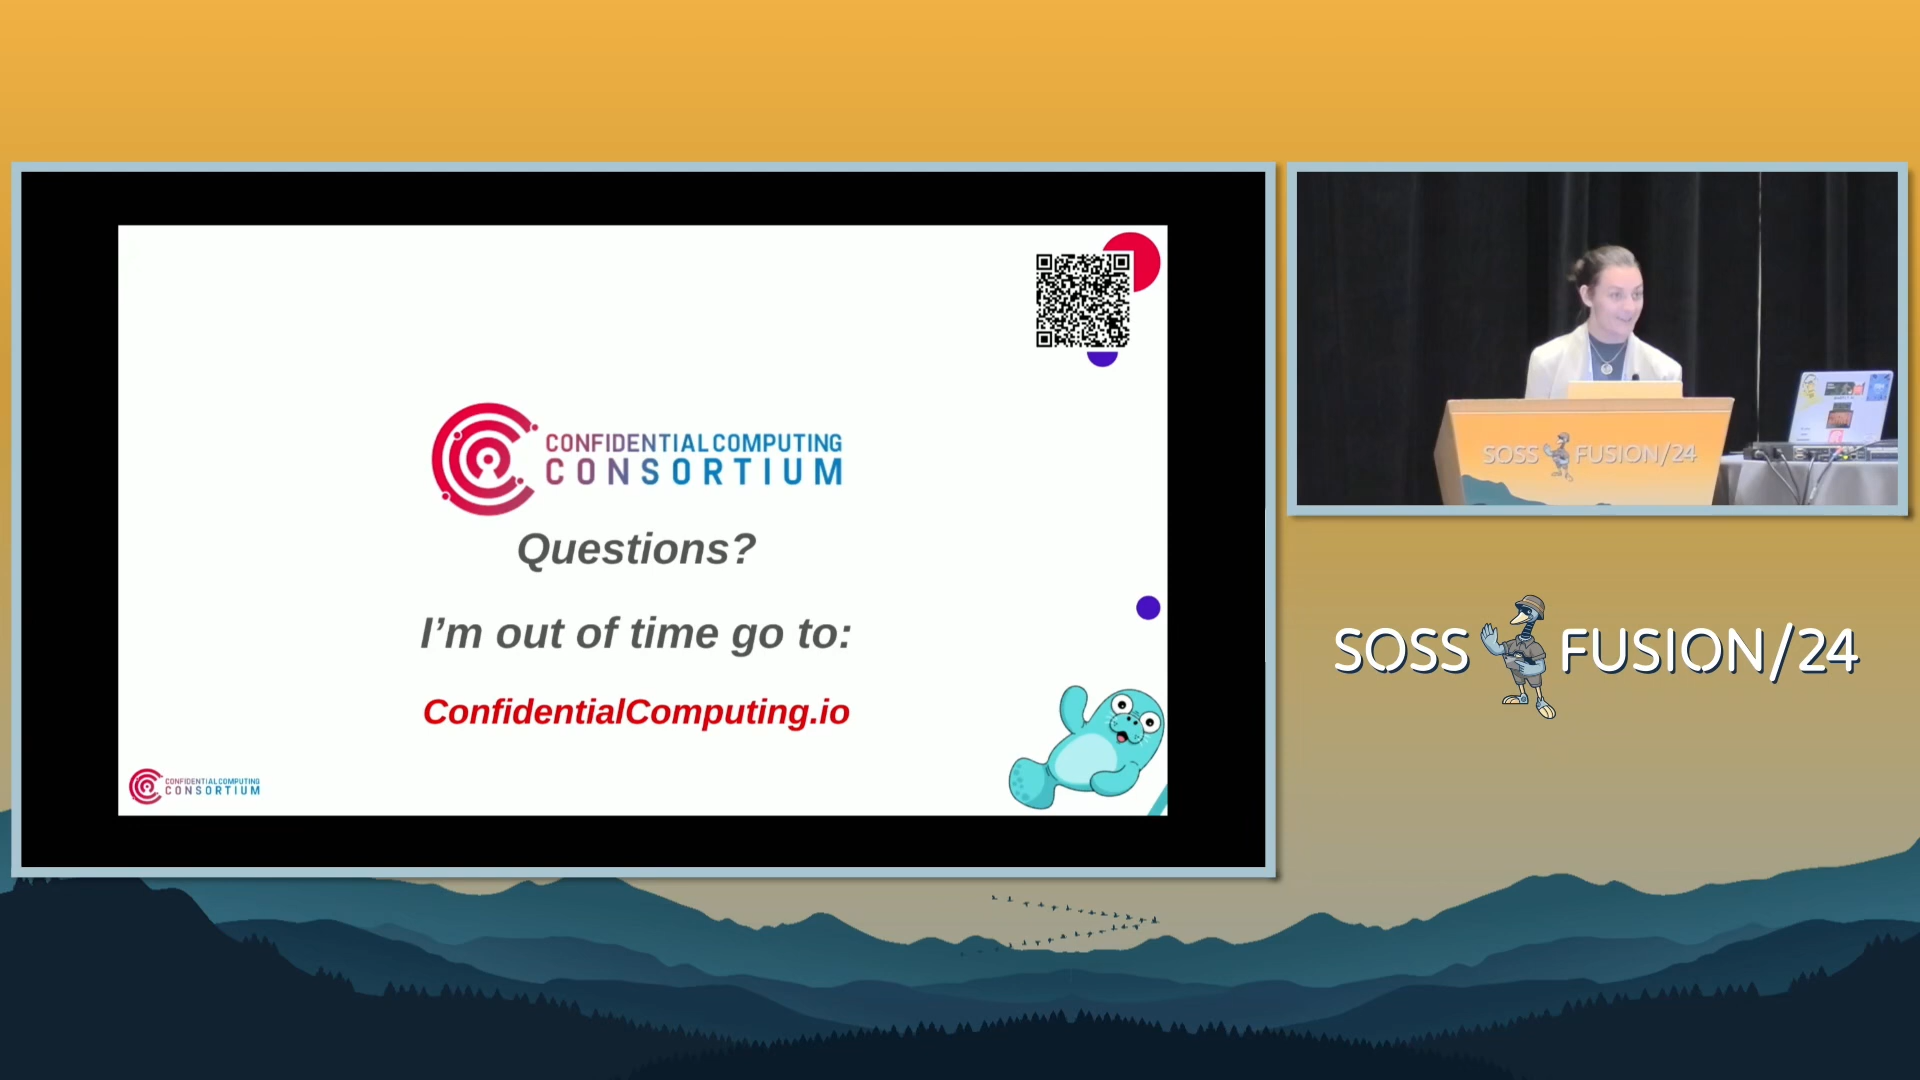 CONFIDENTIAL COMPUTING
CONSORTIUM
Questions?
I'm out of time go to:
ConfidentialComputing.io
CONFIDENTIAL COMPUTING
CONSORTIUM
SOSS FUSION/24
SOSS FUSION/24